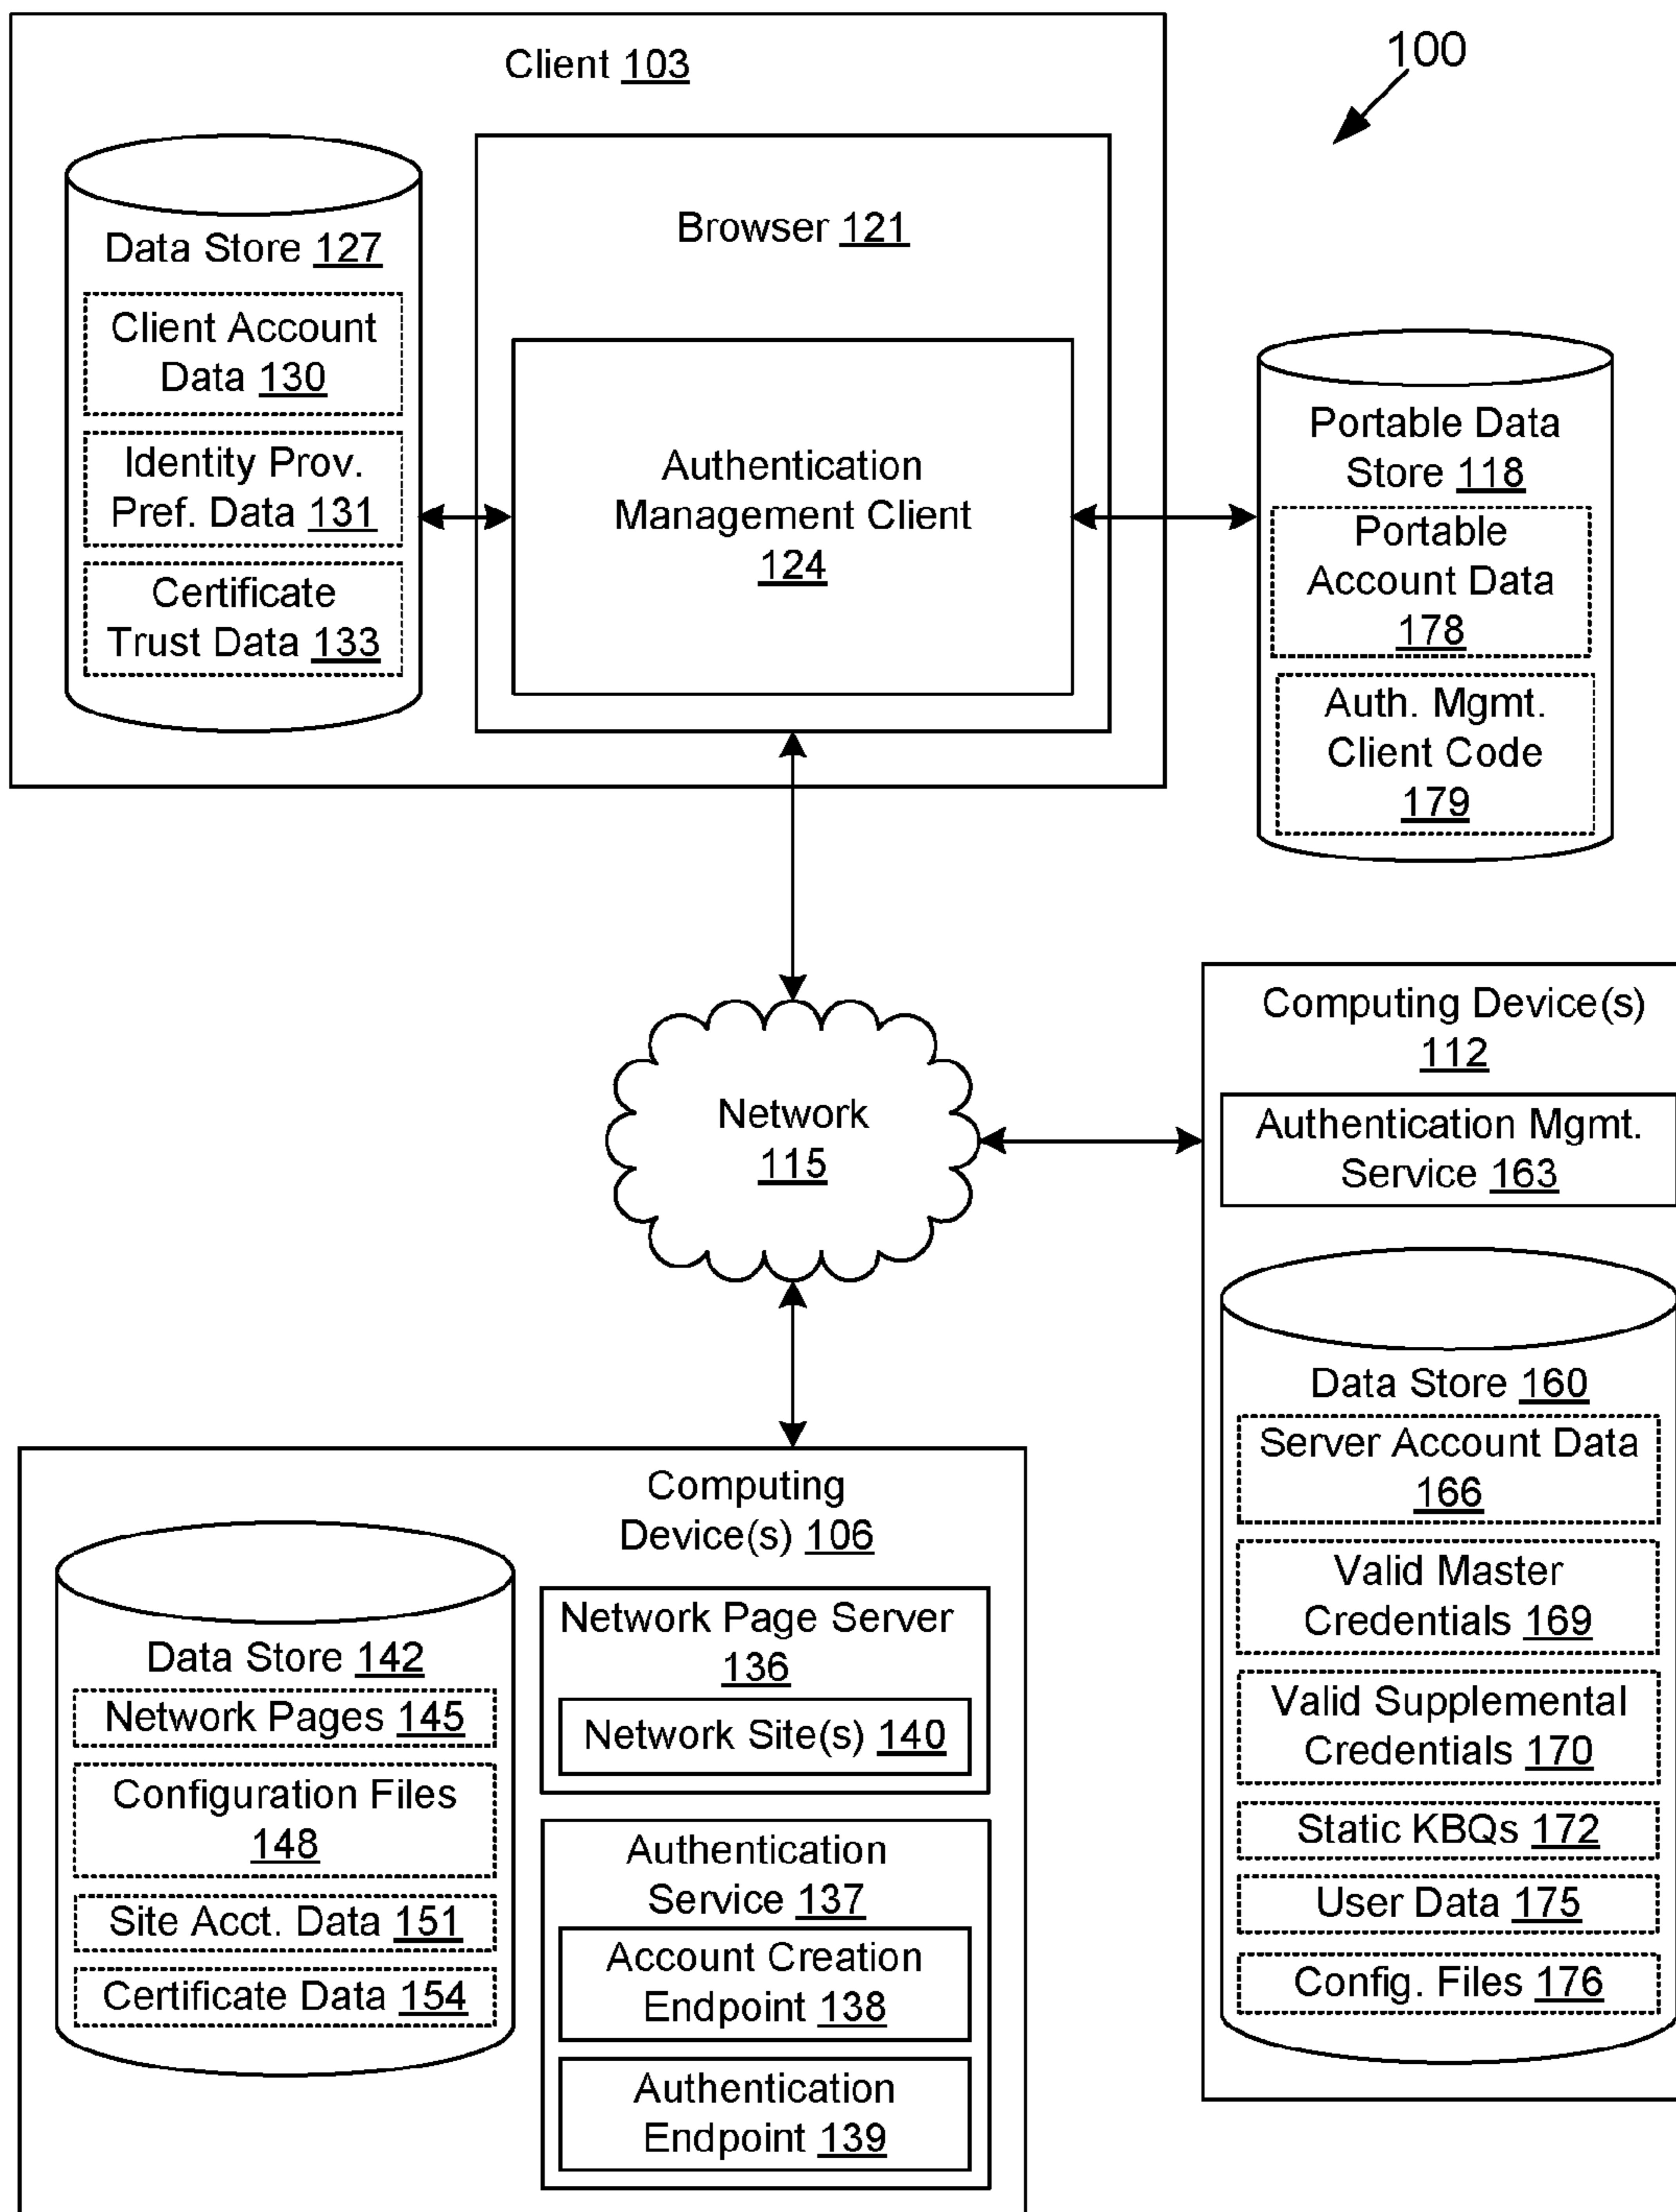 100
Client 103
Data Store 127
Client Account
Data 130
Identity Prov.
Pref. Data 131
Certificate
Trust Data 133
Browser 121
Authentication
Management Client
124
Portable Data
Store 118
Portable
Account Data
178
Auth. Mgmt.
Client Code
179
Network
115
Computing Device(s)
112
Authentication Mgmt.
Service 163
Data Store 160
Server Account Data
166
Valid Master
Credentials 169
Valid Supplemental
Credentials 170
Static KBQs 172
User Data 175
Config. Files 176
Computing
Device(s) 106
Data Store 142
Network Pages 145
Configuration Files
148
Site Acct. Data 151
Certificate Data 154
Network Page Server
136
Network Site(s) 140
Authentication
Service 137
Account Creation
Endpoint 138
Authentication
Endpoint 139